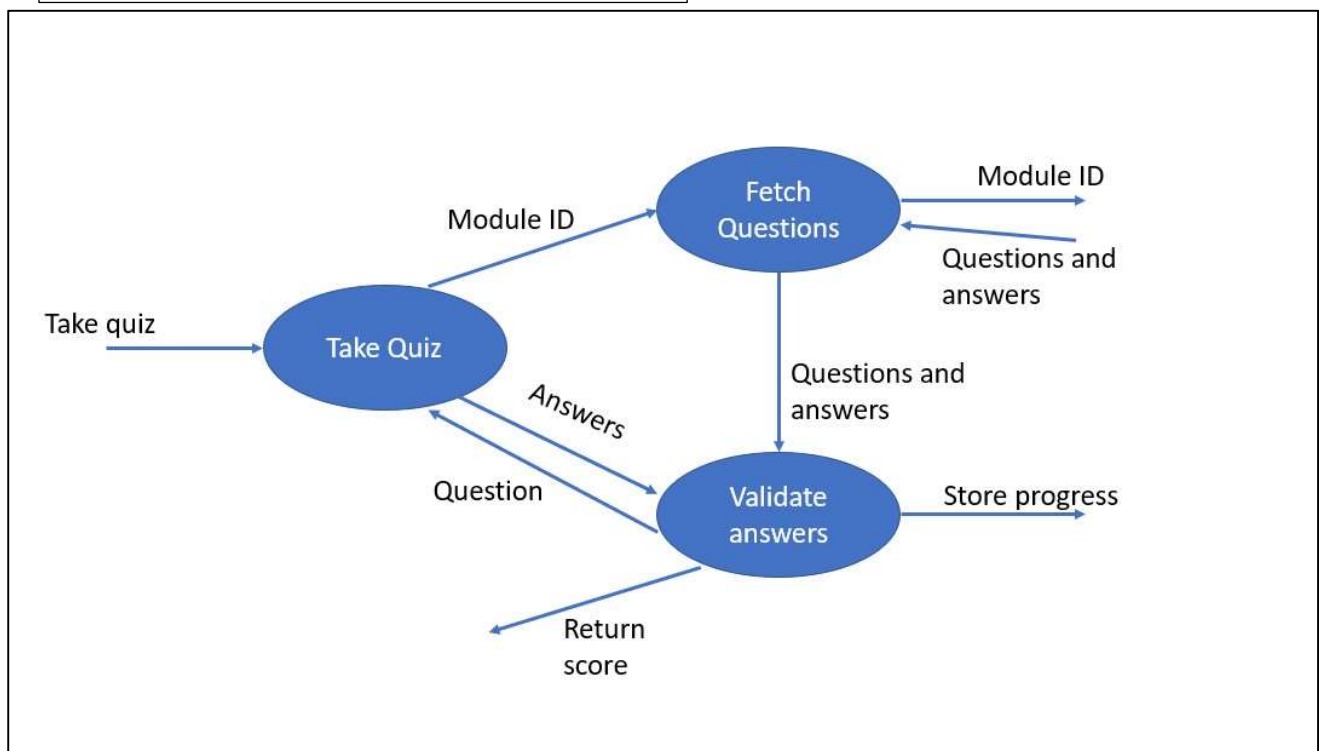 Fetch
Questions
Module ID
Module ID
Questions and
answers
Take quiz
Take Quiz
Questions and
answers
Answers
Question
Validate
answers
Store progress
Return
score